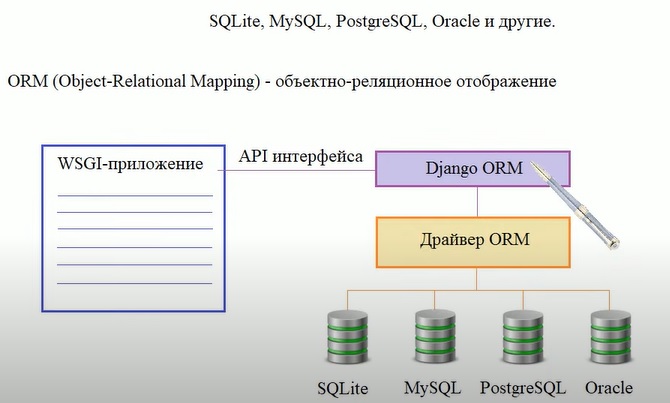 SQLite, MySQL, PostgreSQL, Oracle и другие.
ORM (Object-Relational Mapping) - объектно-реляционное отображение
WSGI-приложение
API интерфейса
Django ORM
Драйвер ORM
SQLite
MySQL
PostgreSQL
Oracle